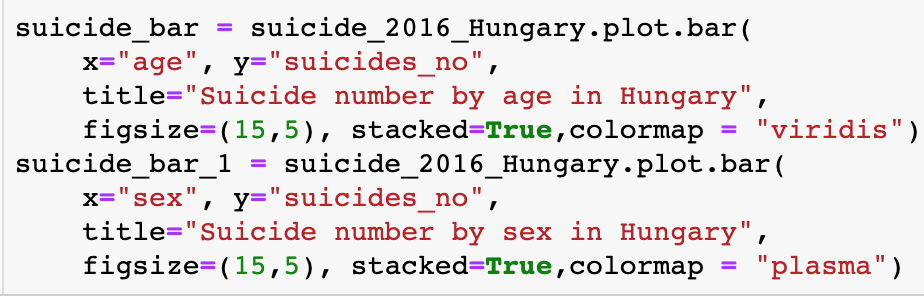 suicide_bar = suicide_2016_Hungary.plot.bar(
    x="age", y="suicides_no",
    title="Suicide number by age in Hungary",
    figsize=(15,5), stacked=True,colormap = "viridis")
suicide_bar_1 = suicide_2016_Hungary.plot.bar(
    x="sex", y="suicides_no",
    title="Suicide number by sex in Hungary",
    figsize=(15,5), stacked=True,colormap = "plasma")